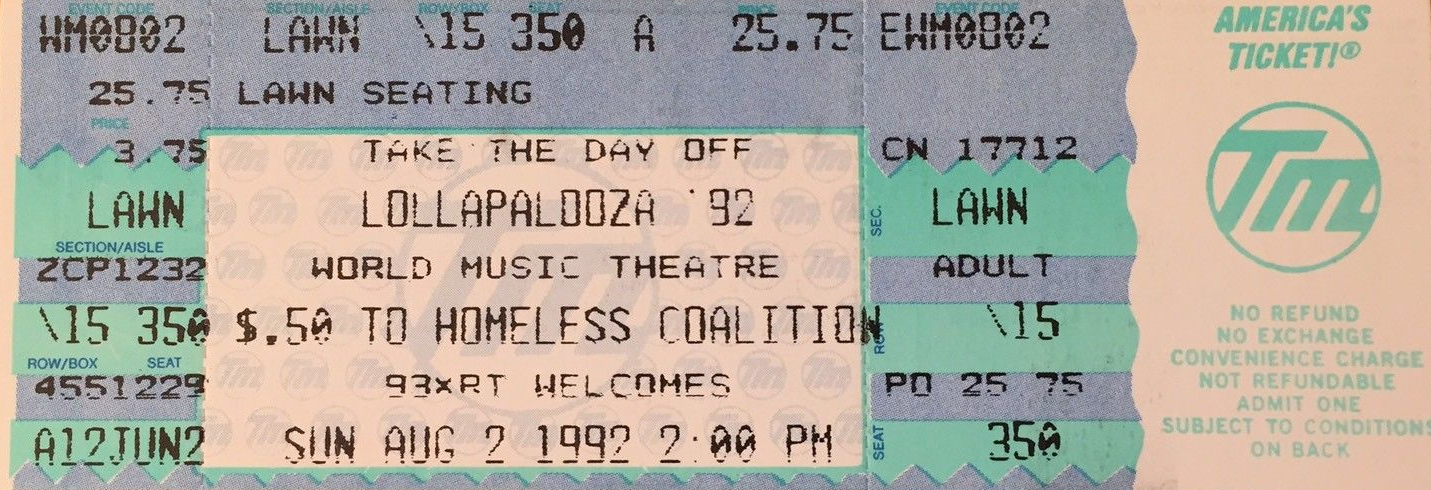 EVENT CODE SECTION/AISLE ROW/BOX SEAT PRICE EVENT CODE
WM0802 LAWN \15 350 A 25.75 EWM0802
25.75 LAWN SEATING
PRICE
3.75 TAKE THE DAY OFF CN 17712
LAWN LOLLAPALOOZA '92 SEC. LAWN
SECTION/AISLE
ZCP1232 WORLD MUSIC THEATRE ADULT
\15 350 $.50 TO HOMELESS COALITION ROW \15
ROW/BOX SEAT
4551229 93XRT WELCOMES PO 25 75
A12JUN2 SUN AUG 2 1992 2:00 PM SEAT 350
AMERICA'S
TICKET!®
Tm
NO REFUND
NO EXCHANGE
CONVENIENCE CHARGE
NOT REFUNDABLE
ADMIT ONE
SUBJECT TO CONDITIONS
ON BACK